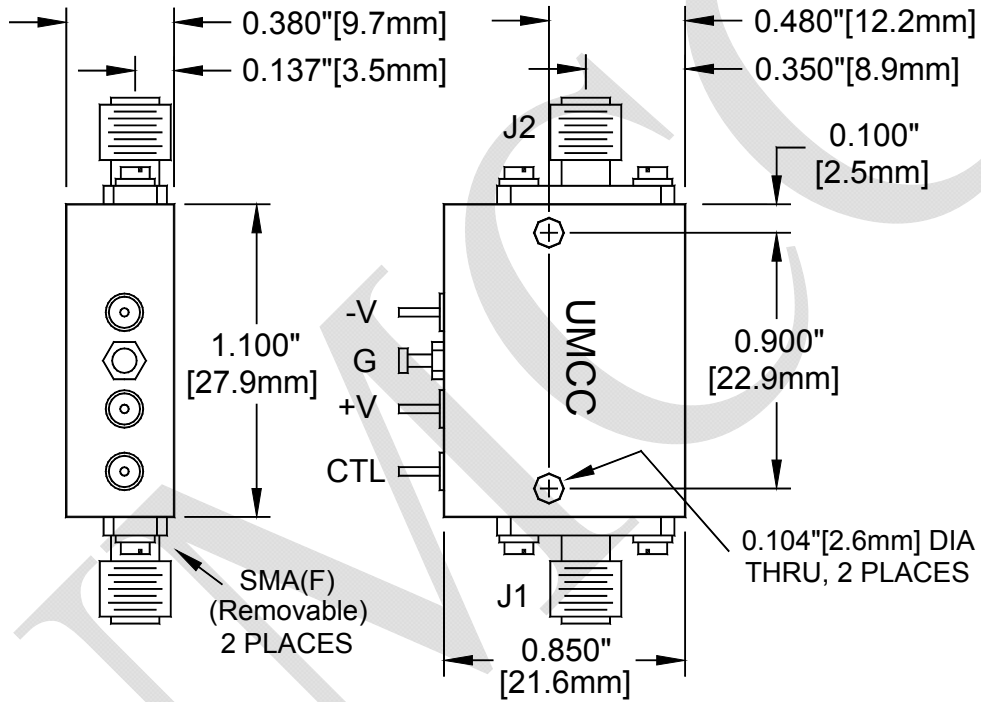 0.380"[9.7mm]
0.137"[3.5mm]
0.480"[12.2mm]
0.350"[8.9mm]
J2
0.100"
[2.5mm]
-V
G
+V
CTL
1.100"
[27.9mm]
UMCC
0.900"
[22.9mm]
SMA(F)
(Removable)
2 PLACES
J1
0.104"[2.6mm] DIA
THRU, 2 PLACES
0.850"
[21.6mm]
UMCC